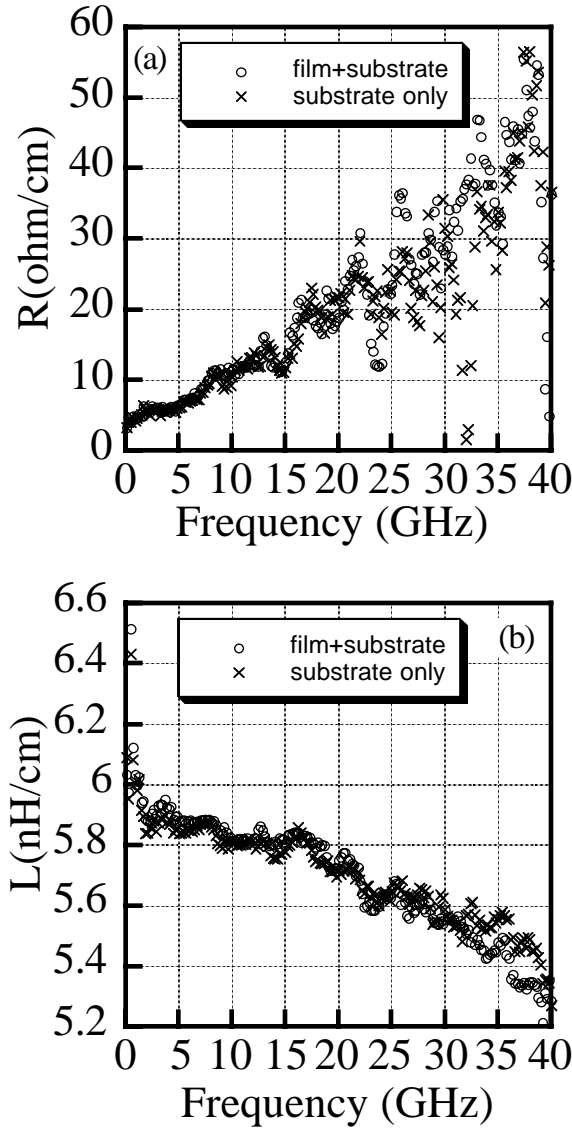 60
50
40
30
20
10
0
R(ohm/cm)
(a)
film+substrate
substrate only
0 5 10 15 20 25 30 35 40
Frequency (GHz)
6.6
6.4
6.2
6
5.8
5.6
5.4
5.2
L(nH/cm)
film+substrate
substrate only
(b)
0 5 10 15 20 25 30 35 40
Frequency (GHz)